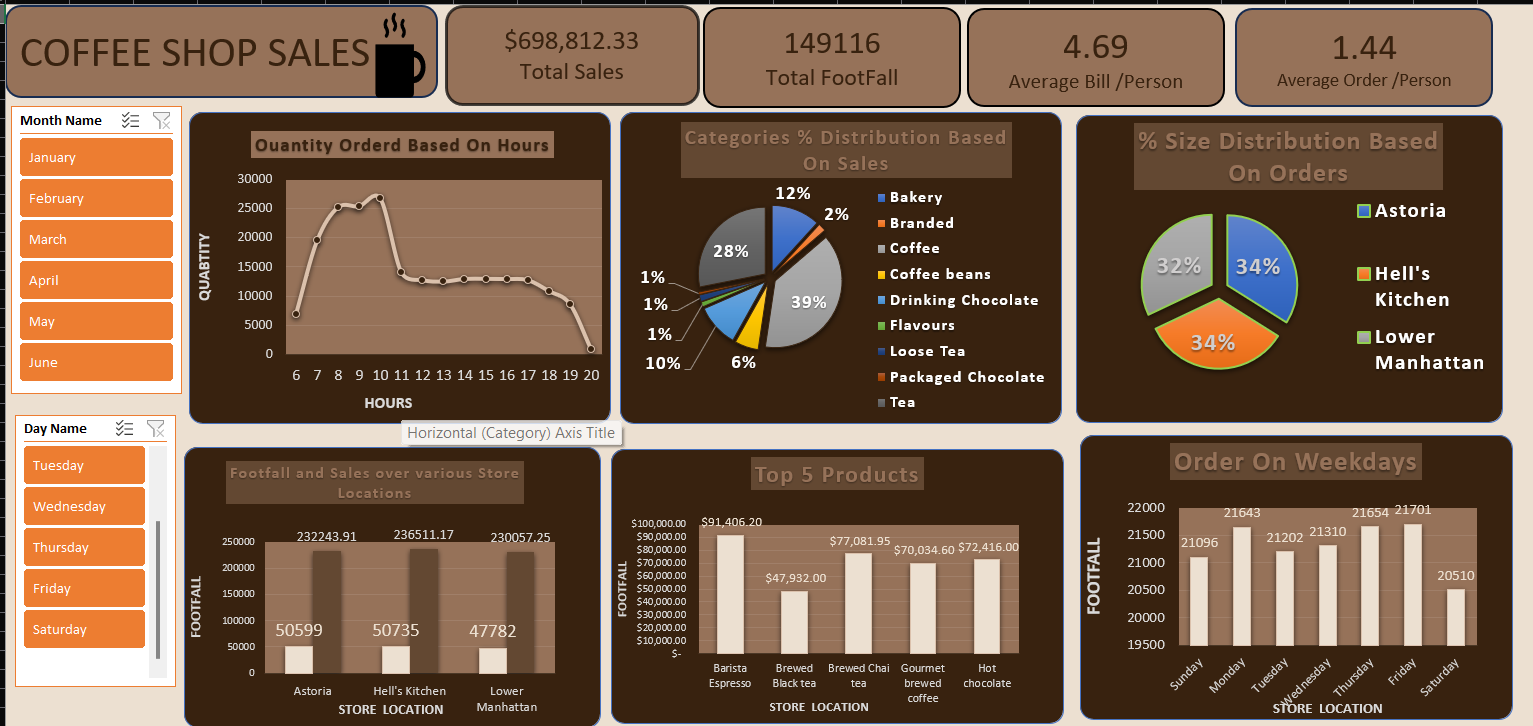 COFFEE SHOP SALES
$698,812.33
Total Sales
149116
Total FootFall
4.69
Average Bill /Person
1.44
Average Order /Person
Month Name
January
February
March
April
May
June
Day Name
Tuesday
Wednesday
Thursday
Friday
Saturday
Quantity Orderd Based On Hours
30000
25000
20000
15000
10000
5000
0
QUABTITY
6 7 8 9 10 11 12 13 14 15 16 17 18 19 20
HOURS
Horizontal (Category) Axis Title
Categories % Distribution Based
On Sales
12%
2%
39%
6%
10%
1%
1%
1%
28%
Bakery
Branded
Coffee
Coffee beans
Drinking Chocolate
Flavours
Loose Tea
Packaged Chocolate
Tea
% Size Distribution Based
On Orders
32%
34%
34%
Astoria
Hell's
Kitchen
Lower
Manhattan
Footfall and Sales over various Store
Locations
232243.91
236511.17
230057.25
250000
200000
150000
100000
50000
0
FOOTFALL
50599
50735
47782
Astoria
Hell's Kitchen
Lower
Manhattan
STORE LOCATION
Top 5 Products
$100,000.00
$90,000.00
$80,000.00
$70,000.00
$60,000.00
$50,000.00
$40,000.00
$30,000.00
$20,000.00
$10,000.00
$-
FOOTFALL
$91,406.20
$47,932.00
$77,081.95
$70,034.60
$72,416.00
Barista
Espresso
Brewed
Black tea
Brewed Chai
tea
Gourmet
brewed
coffee
Hot
chocolate
STORE LOCATION
Order On Weekdays
22000
21500
21000
20500
20000
19500
FOOTFALL
21096
21643
21202
21310
21654
21701
20510
Sunday
Monday
Tuesday
Wednesday
Thursday
Friday
Saturday
STORE LOCATION